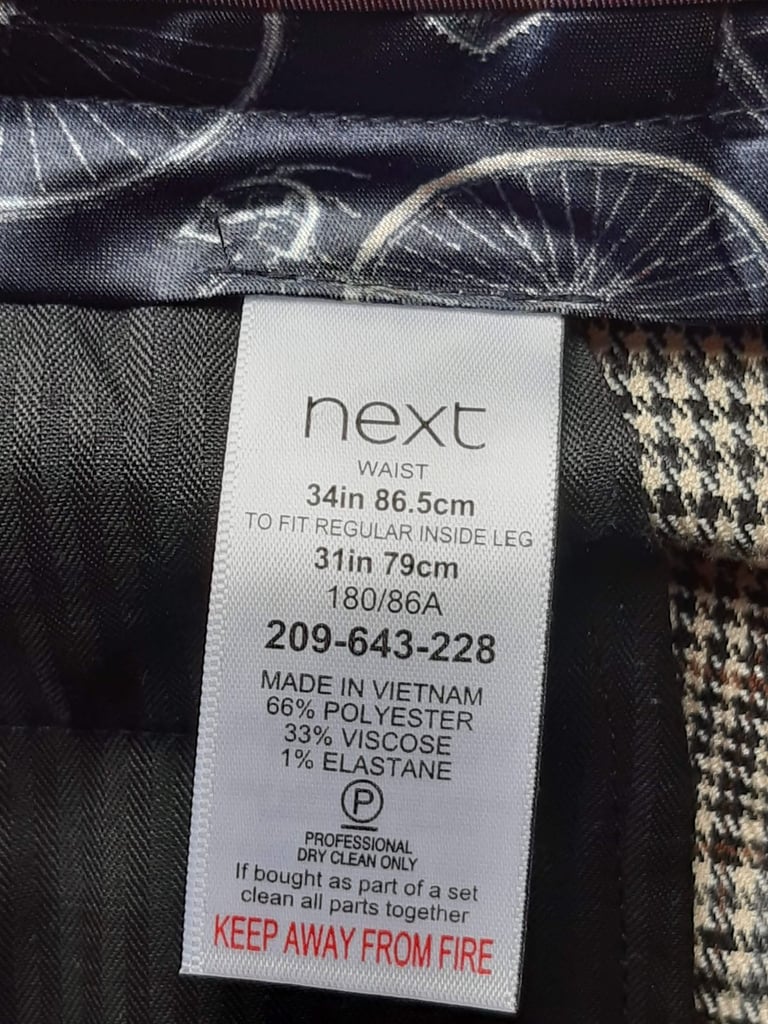 next
WAIST
34in 86.5cm
TO FIT REGULAR INSIDE LEG
31in 79cm
180/86A
209-643-228
MADE IN VIETNAM
66% POLYESTER
33% VISCOSE
1% ELASTANE
P
PROFESSIONAL
DRY CLEAN ONLY
If bought as part of a set
clean all parts together
KEEP AWAY FROM FIRE